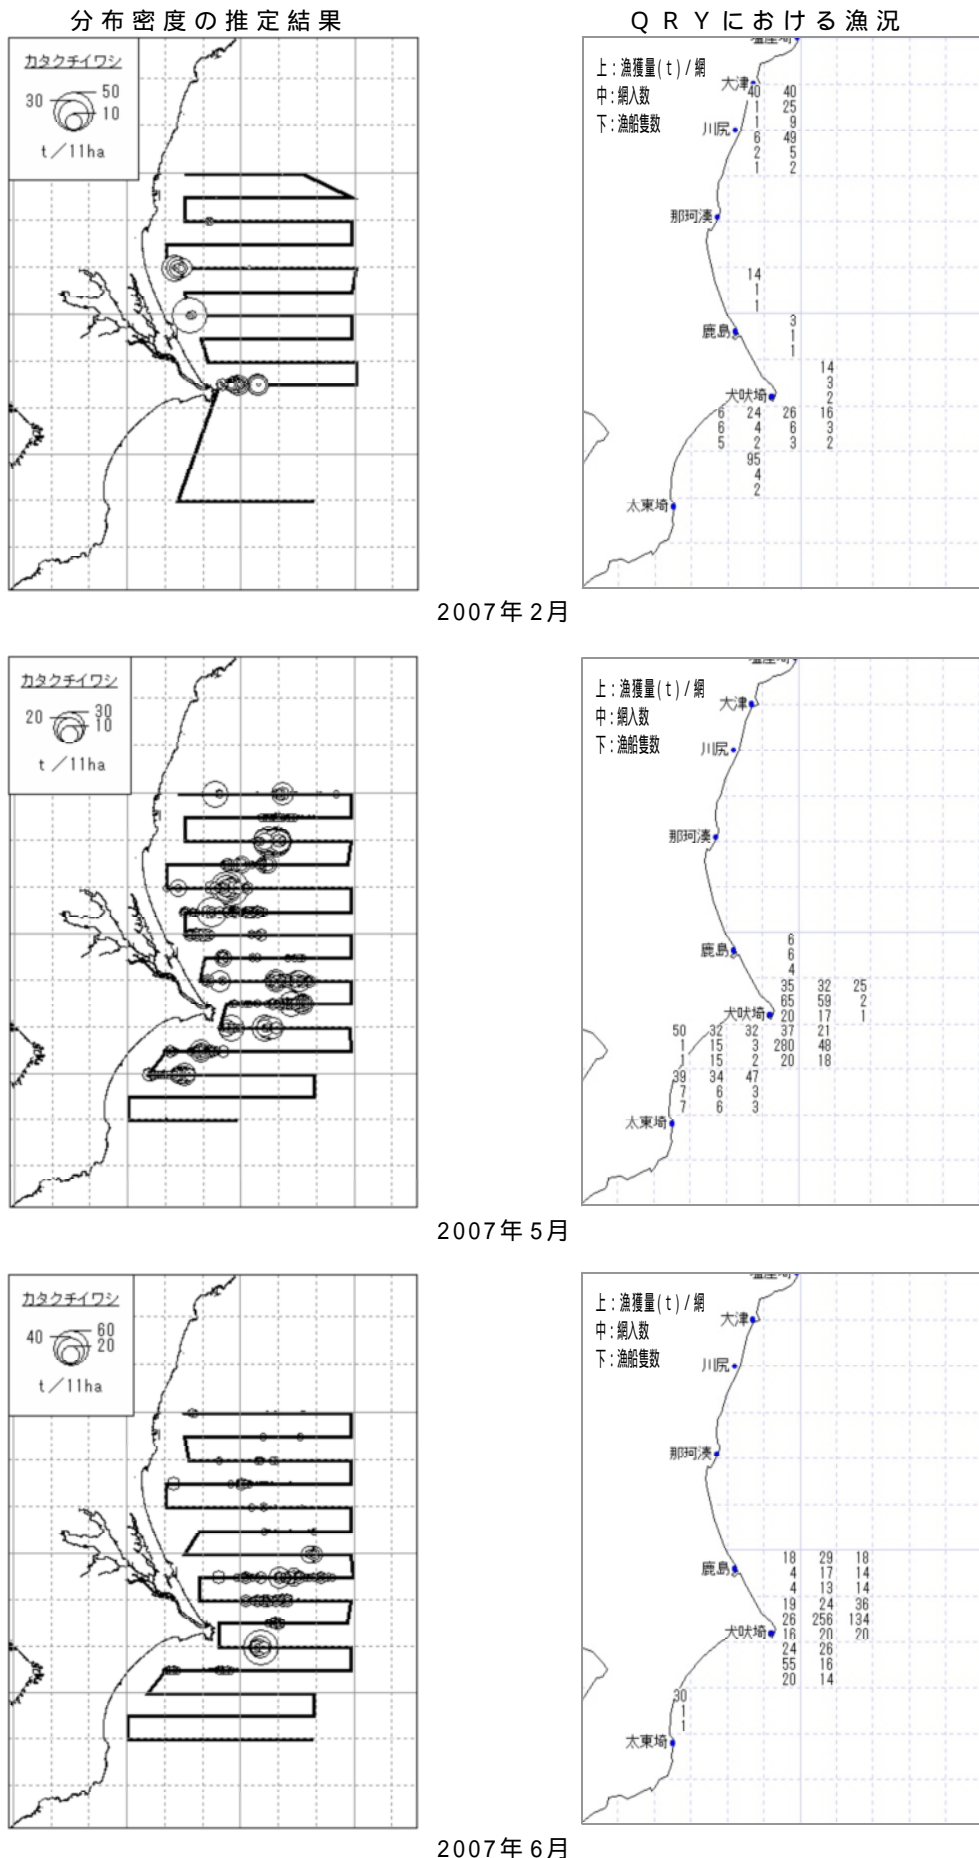 分布密度の推定結果
QRYにおける漁況
カタクチイワシ
50
30
10
t/11ha
上:漁獲量(t)/網
中:網入数
下:漁船隻数
大津
川尻
那珂湊
鹿島
犬吠埼
太東埼
40 40
1 25
1 9
6 49
2 5
1 2
14
1
1
3
1
1
14
3
2
6 24 26 16
6 4 6 3
5 2 3 2
95
4
2
2007年2月
カタクチイワシ
30
20
10
t/11ha
上:漁獲量(t)/網
中:網入数
下:漁船隻数
大津
川尻
那珂湊
鹿島
犬吠埼
太東埼
6
6
4
35 32 25
65 59 2
20 17 1
50 32 32 37 21
1 15 3 280 48
1 15 2 20 18
39 34 47
7 6 3
7 6 3
2007年5月
カタクチイワシ
60
40
20
t/11ha
上:漁獲量(t)/網
中:網入数
下:漁船隻数
大津
川尻
那珂湊
鹿島
犬吠埼
太東埼
18 29 18
4 17 14
4 13 14
19 24 36
26 256 134
16 20 20
24 26
55 16
20 14
30
1
1
2007年6月